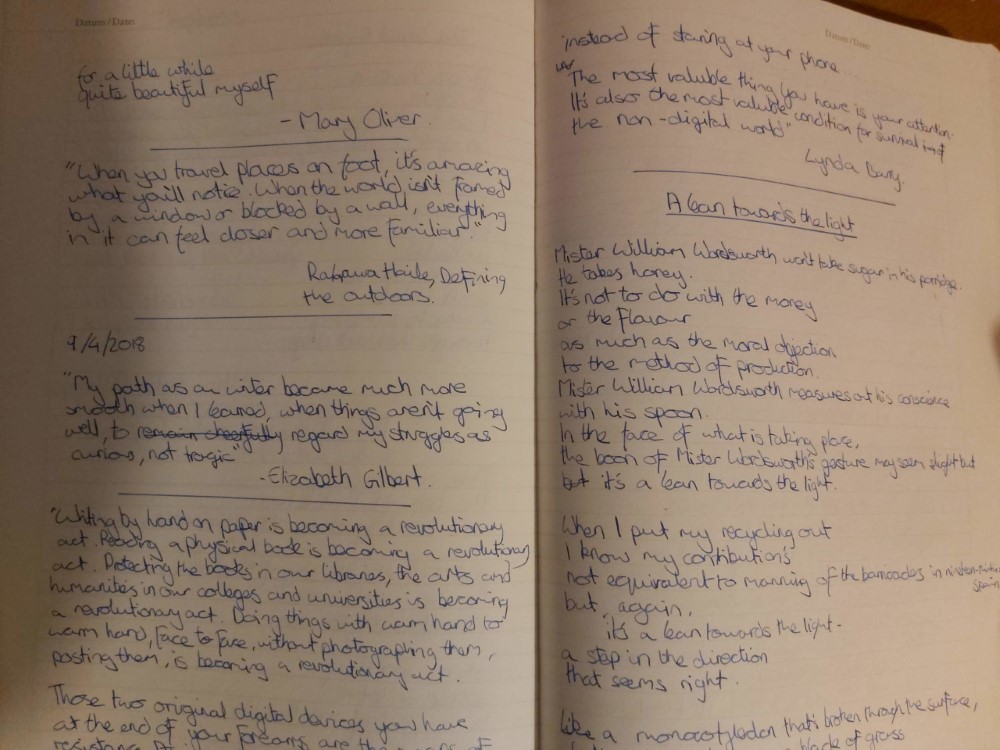 Datum/Date
for a little while
quite beautiful myself
- Mary Oliver.
"When you travel places on foot, it's amazing
what you'll notice. When the world isn't framed
by a window or blocked by a wall, everything
in it can feel closer and more familiar."
Rahawa Haile, Defining
the outdoors.
9/4/2018
"My path as an writer became much more
smooth when I learned, when things aren't going
well, to remain cheerfully regard my struggles as
curious, not tragic"
-Elizabeth Gilbert.
"Writing by hand on paper is becoming a revolutionary
act. Reading a physical book is becoming a revolutionary
act. Protecting the books in our libraries, the arts and
humanities in our colleges and universities is becoming
a revolutionary act. Doing things with warm hand to
warm hand, face to face, without photographing them,
posting them, is becoming a revolutionary act.
Those two original digital devices you have
at the end of your forearms are the means of
resistance.
Datum/Date
instead of staring at your phone...
"The most valuable thing you have is your attention.
It's also the most valuable condition for survival of
the non-digital world"
Lynda Barry.
A lean towards the light
Mister William Wordsworth won't take sugar in his porridge.
He takes honey.
It's not to do with the money
or the flavour
as much as the moral objection
to the method of production.
Mister William Wordsworth measures out his conscience
with his spoon.
In the face of what is taking place,
the boon of Mister Wordsworth's gesture may seem slight but
but it's a lean towards the light.
When I put my recycling out
I know my contribution's
not equivalent to manning of the barricades in
but, again,
it's a lean towards the light-
a step in the direction
that seems right.
Like a monocotyledon that's broken through the surface,
blade of grass